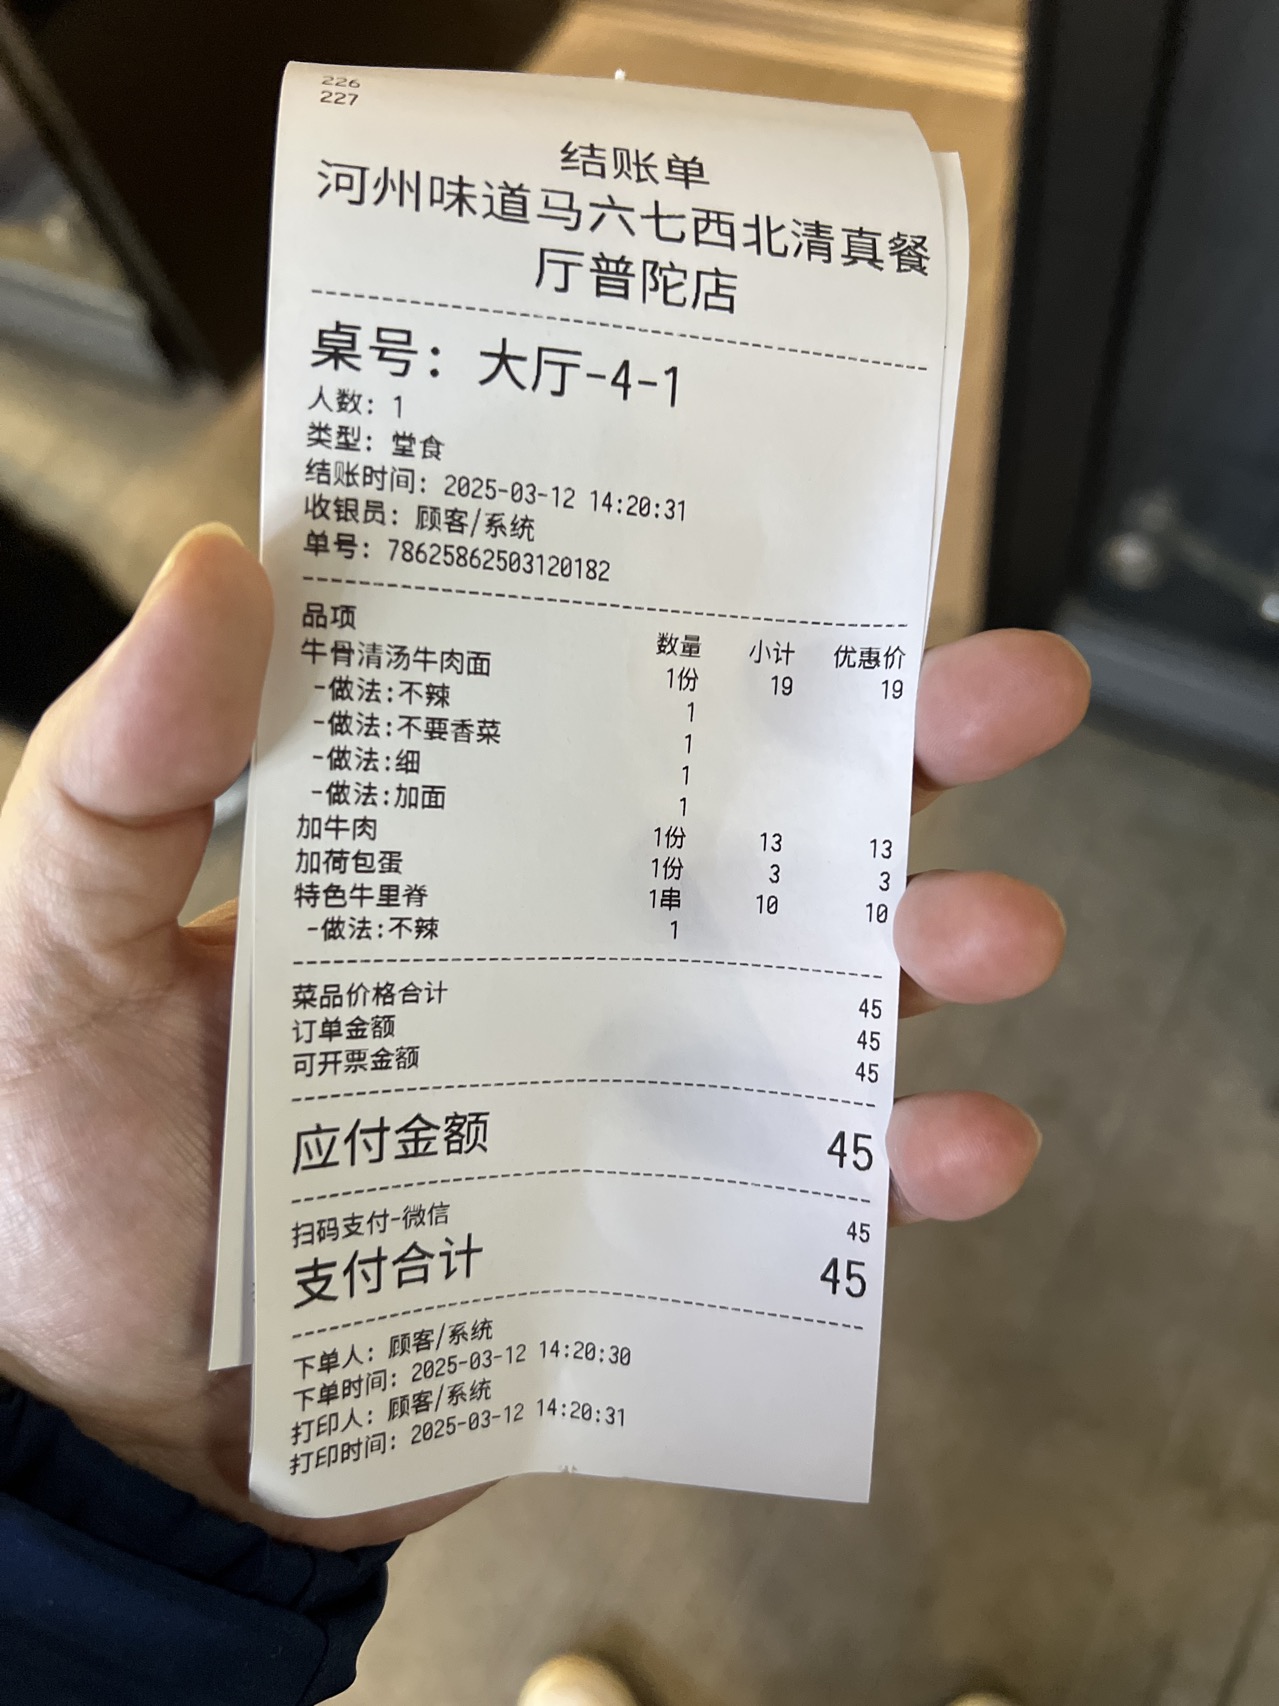 226
227
结账单
河州味道马六七西北清真餐
厅普陀店
桌号：大厅-4-1
人数：1
类型：堂食
结账时间：2025-03-12 14:20:31
收银员：顾客/系统
单号：78625862503120182
品项 数量 小计 优惠价
牛骨清汤牛肉面 1份 19 19
-做法:不辣 1
-做法:不要香菜 1
-做法:细 1
-做法:加面 1
加牛肉 1份 13 13
加荷包蛋 1份 3 3
特色牛里脊 1串 10 10
-做法:不辣 1
菜品价格合计 45
订单金额 45
可开票金额 45
应付金额 45
扫码支付-微信 45
支付合计 45
下单人：顾客/系统
下单时间：2025-03-12 14:20:30
打印人：顾客/系统
打印时间：2025-03-12 14:20:31